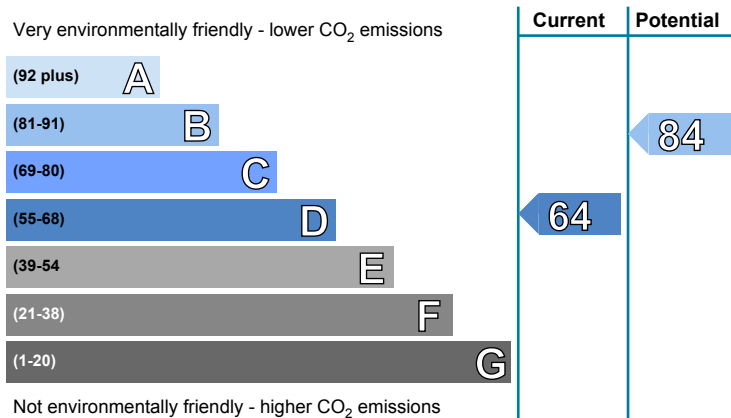 Very environmentally friendly - lower CO₂ emissions
Current Potential
(92 plus) A
(81-91) B
84
(69-80) C
(55-68) D
64
(39-54 E
(21-38) F
(1-20) G
Not environmentally friendly - higher CO₂ emissions